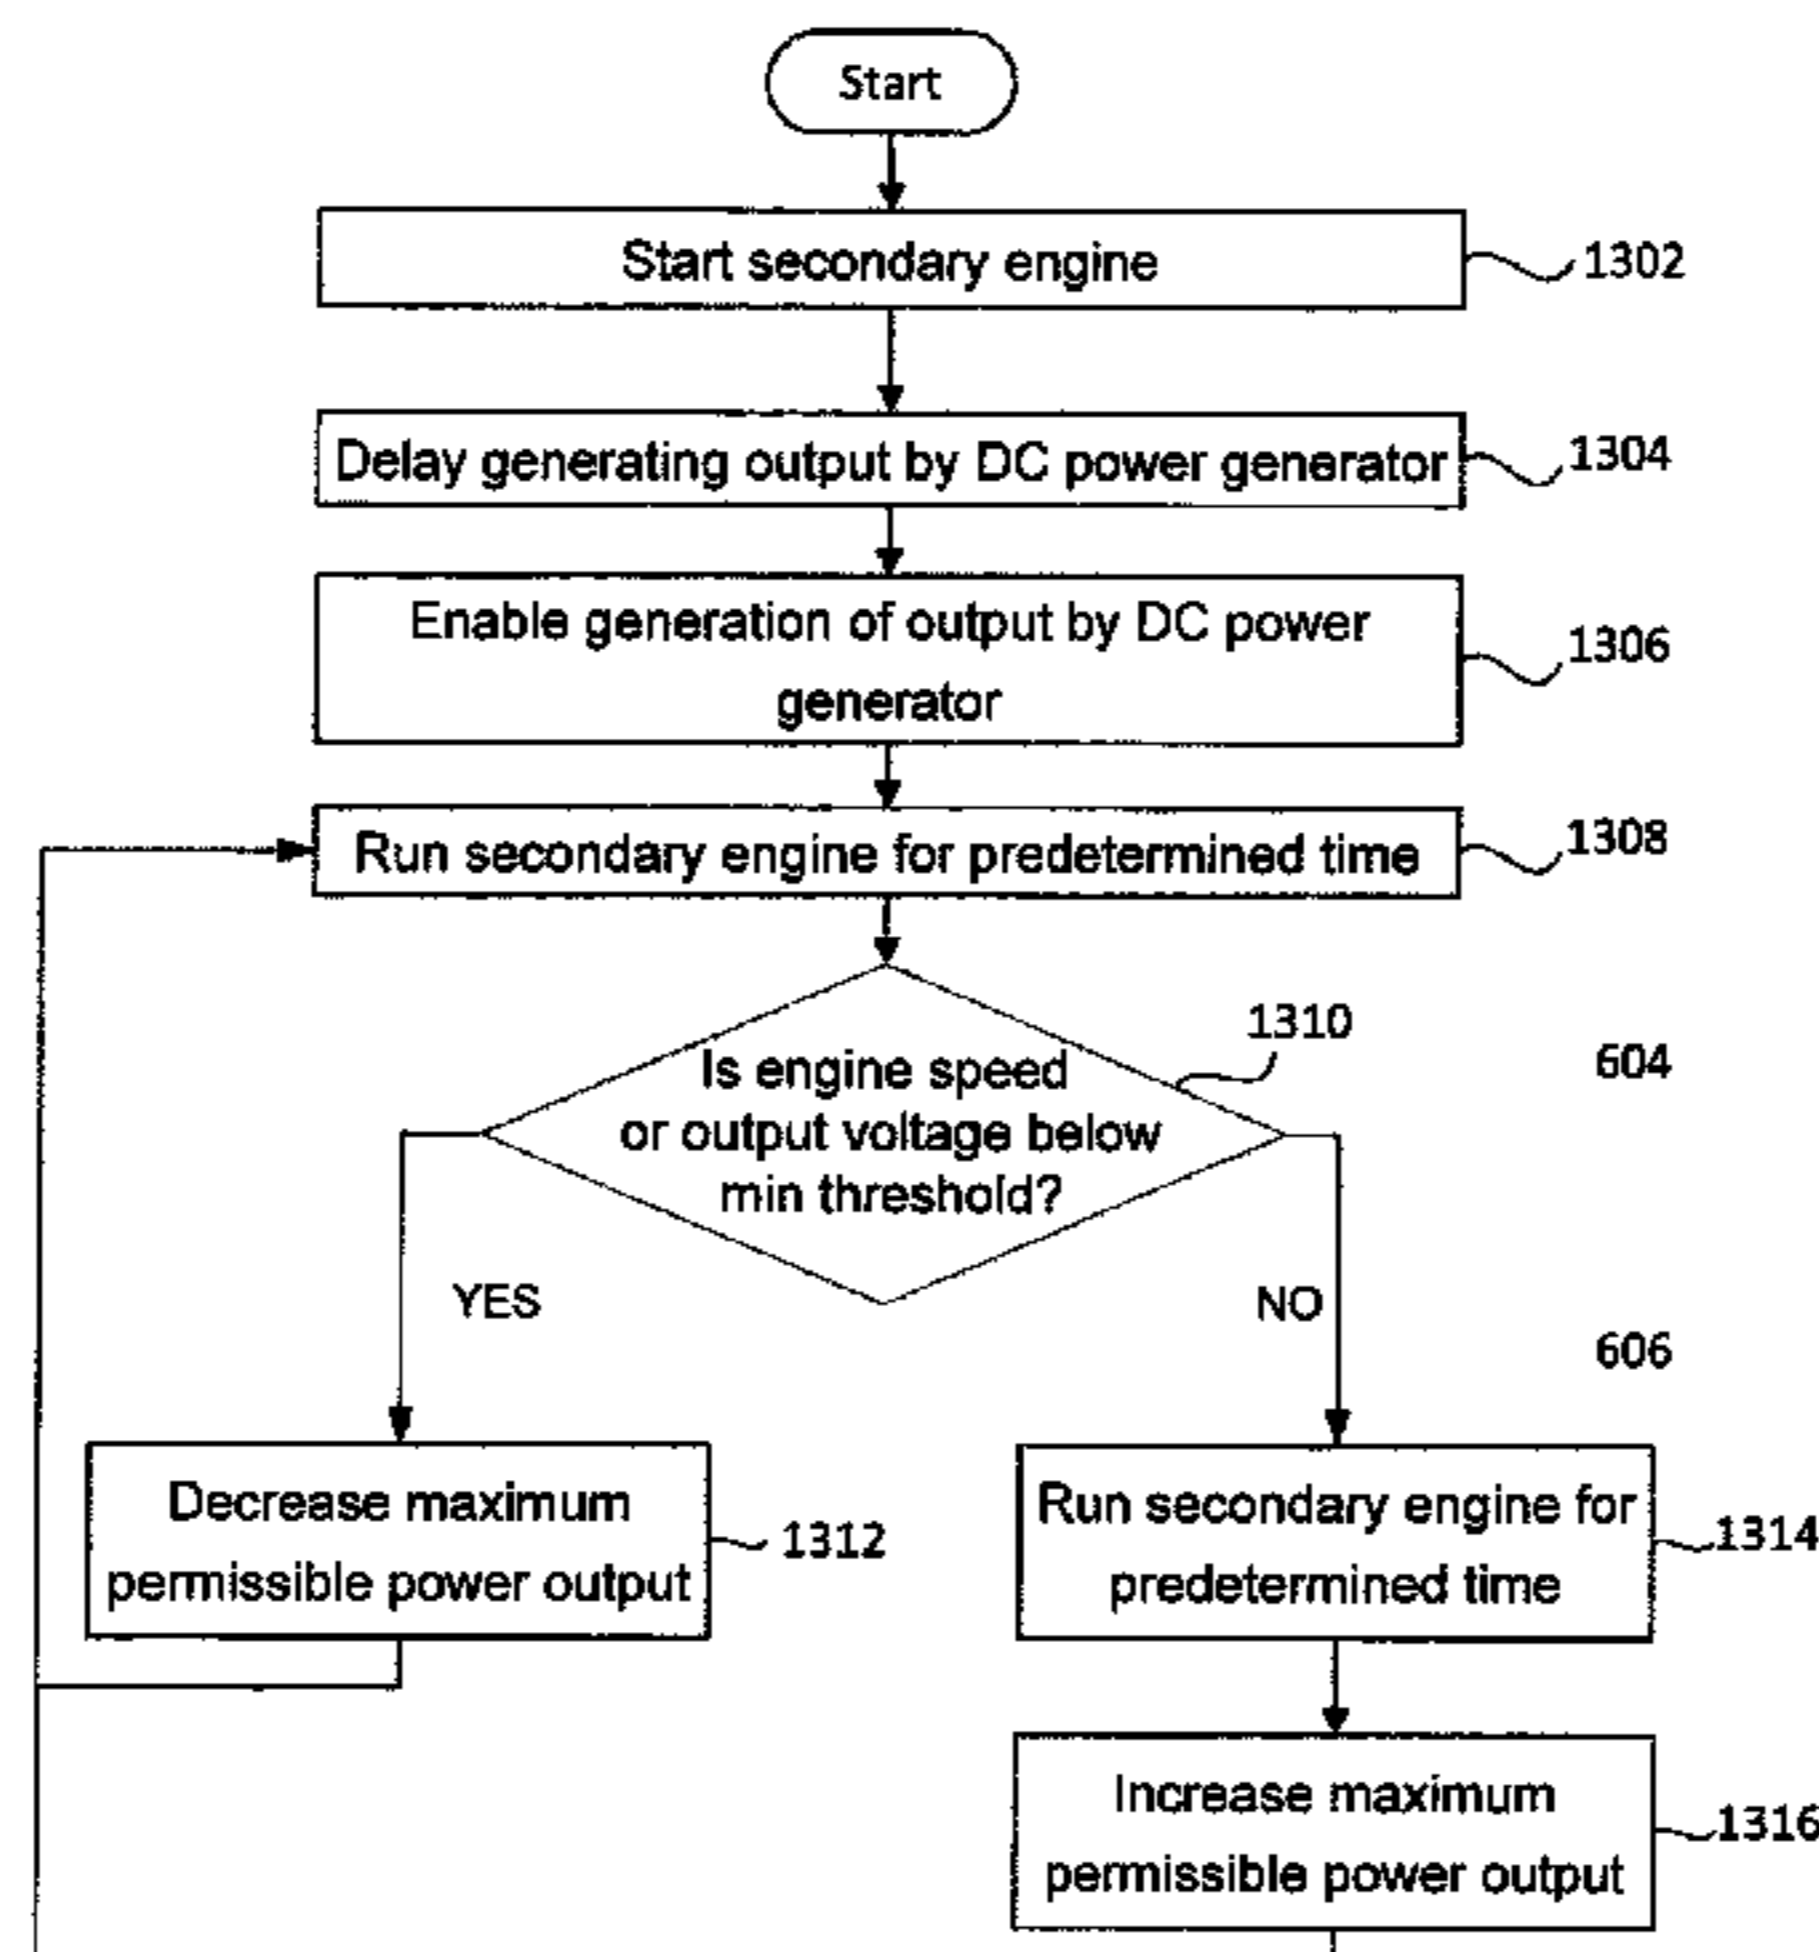 Start
Start secondary engine
1302
Delay generating output by DC power generator
1304
Enable generation of output by DC power
generator
1306
Run secondary engine for predetermined time
1308
Is engine speed
or output voltage below
min threshold?
1310
604
YES
NO
606
Decrease maximum
permissible power output
1312
Run secondary engine for
predetermined time
1314
Increase maximum
permissible power output
1316